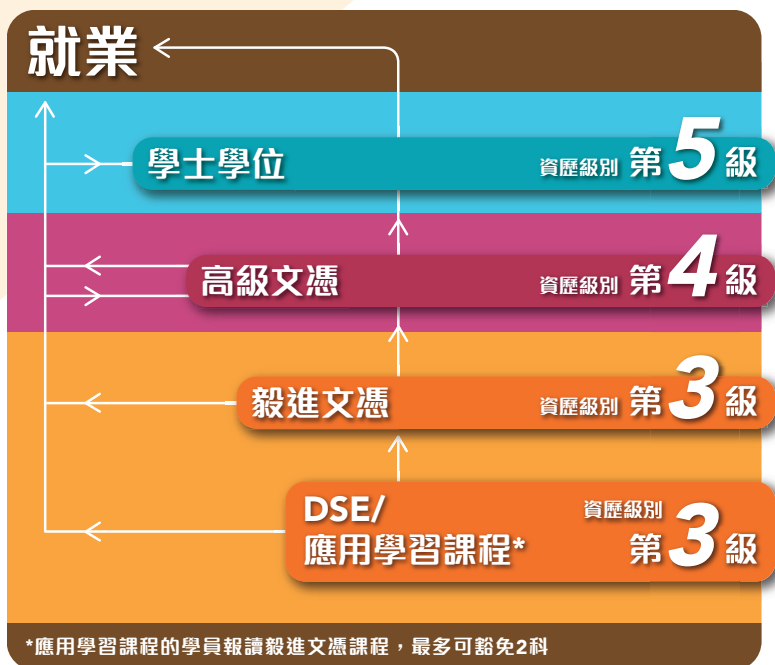 就業
學士學位 資歷級別 第5級
高級文憑 資歷級別 第4級
毅進文憑 資歷級別 第3級
DSE/
應用學習課程*
資歷級別
第3級
*應用學習課程的學員報讀毅進文憑課程，最多可豁免2科